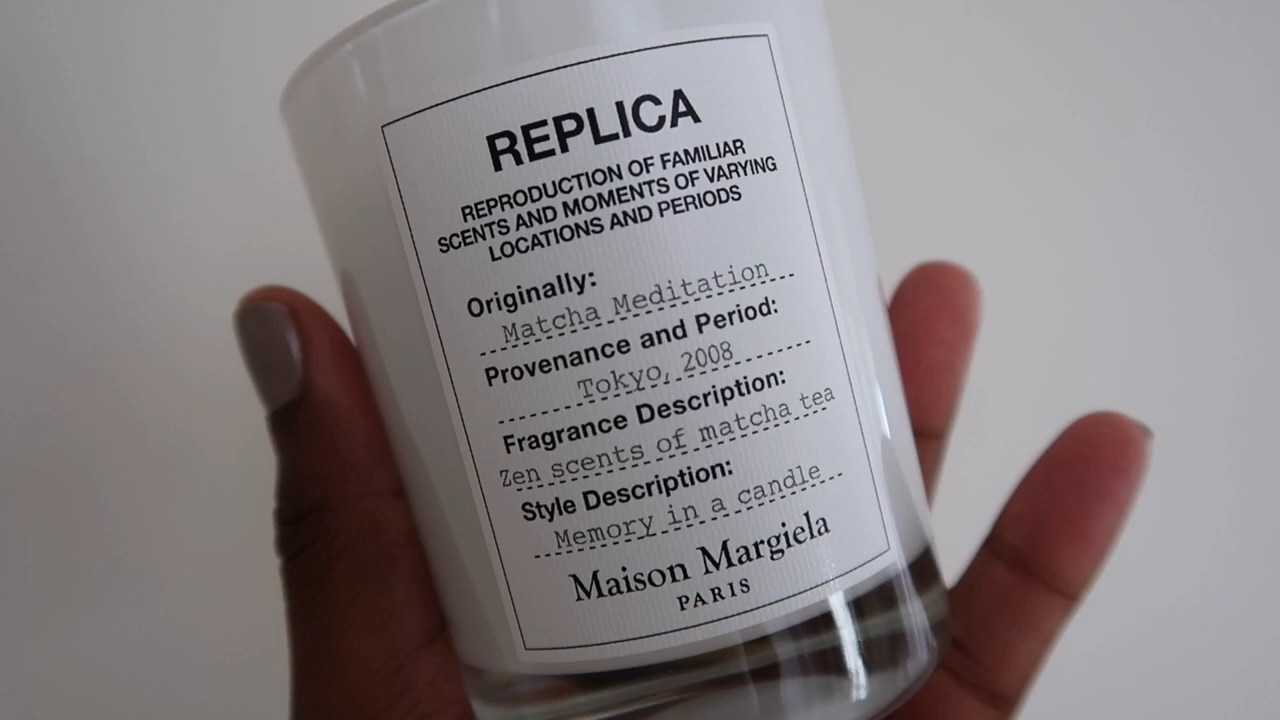 REPLICA
REPRODUCTION OF FAMILIAR
SCENTS AND MOMENTS OF VARYING
LOCATIONS AND PERIODS
Originally:
Matcha Meditation
Provenance and Period:
Tokyo, 2008
Fragrance Description:
Zen scents of matcha tea
Style Description:
Memory in a candle
Maison Margiela
PARIS